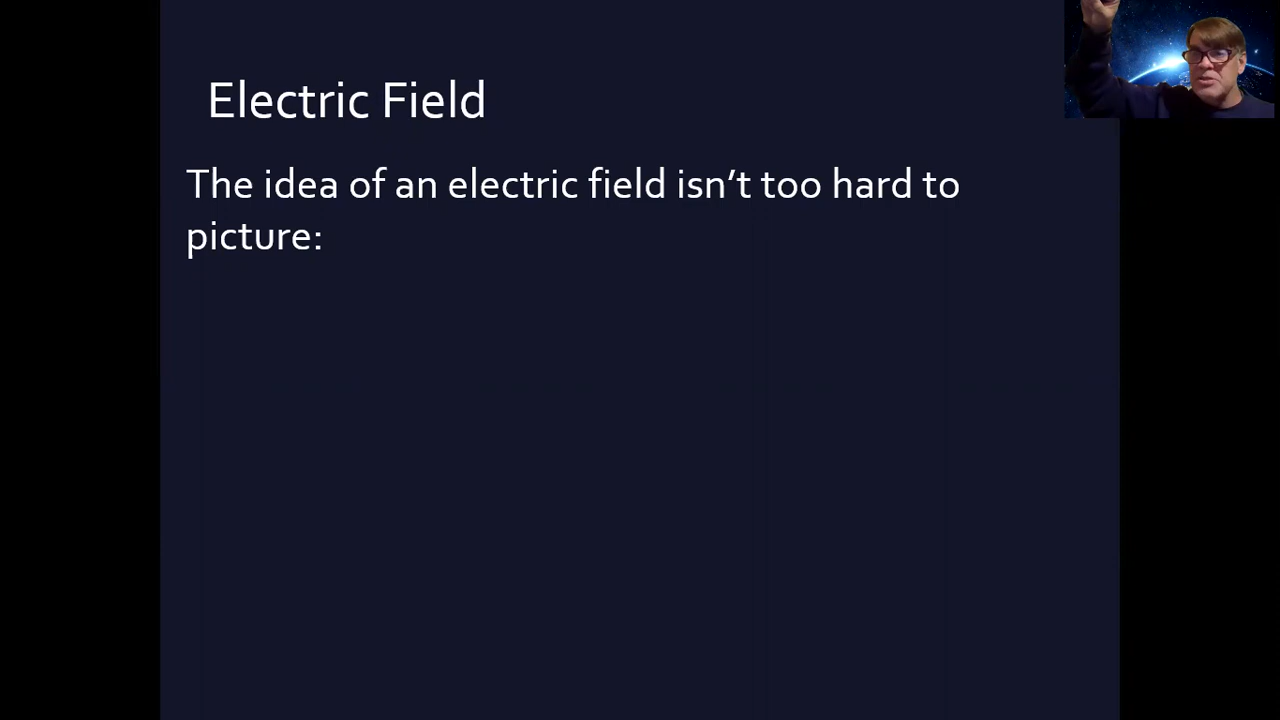 Electric Field
The idea of an electric field isn’t too hard to
picture: